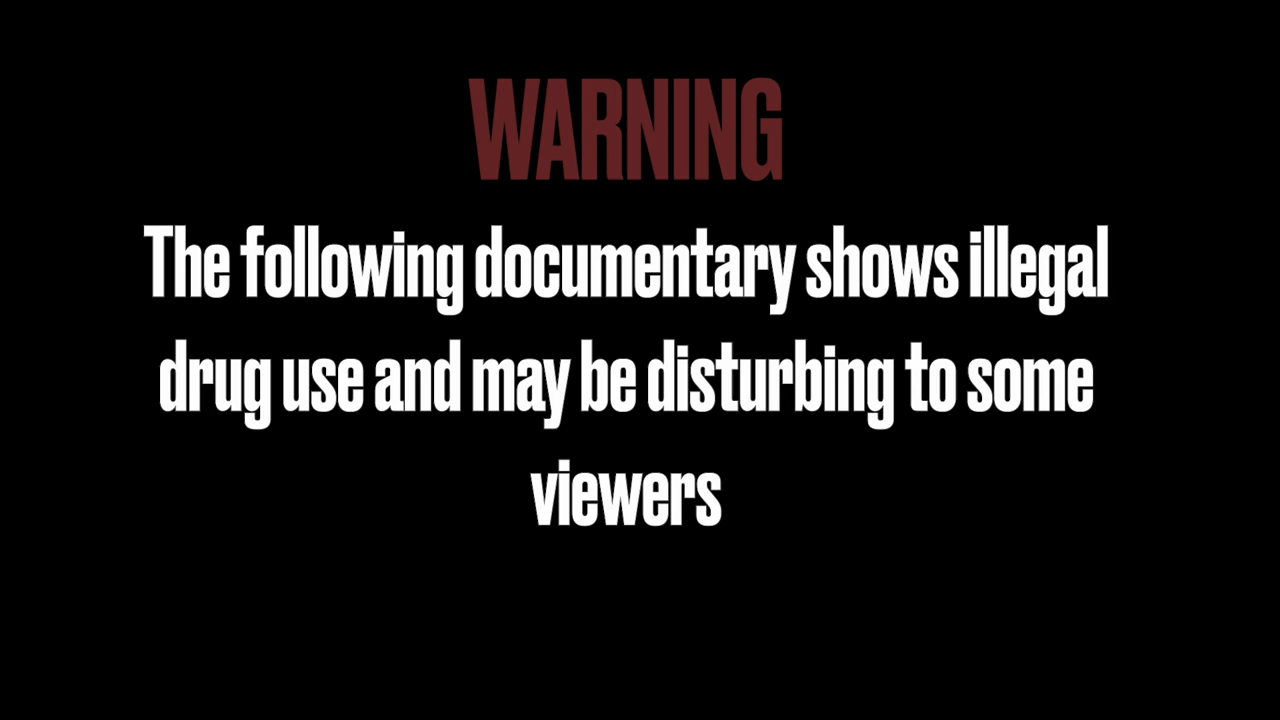 WARNING
The following documentary shows illegal
drug use and may be disturbing to some
viewers